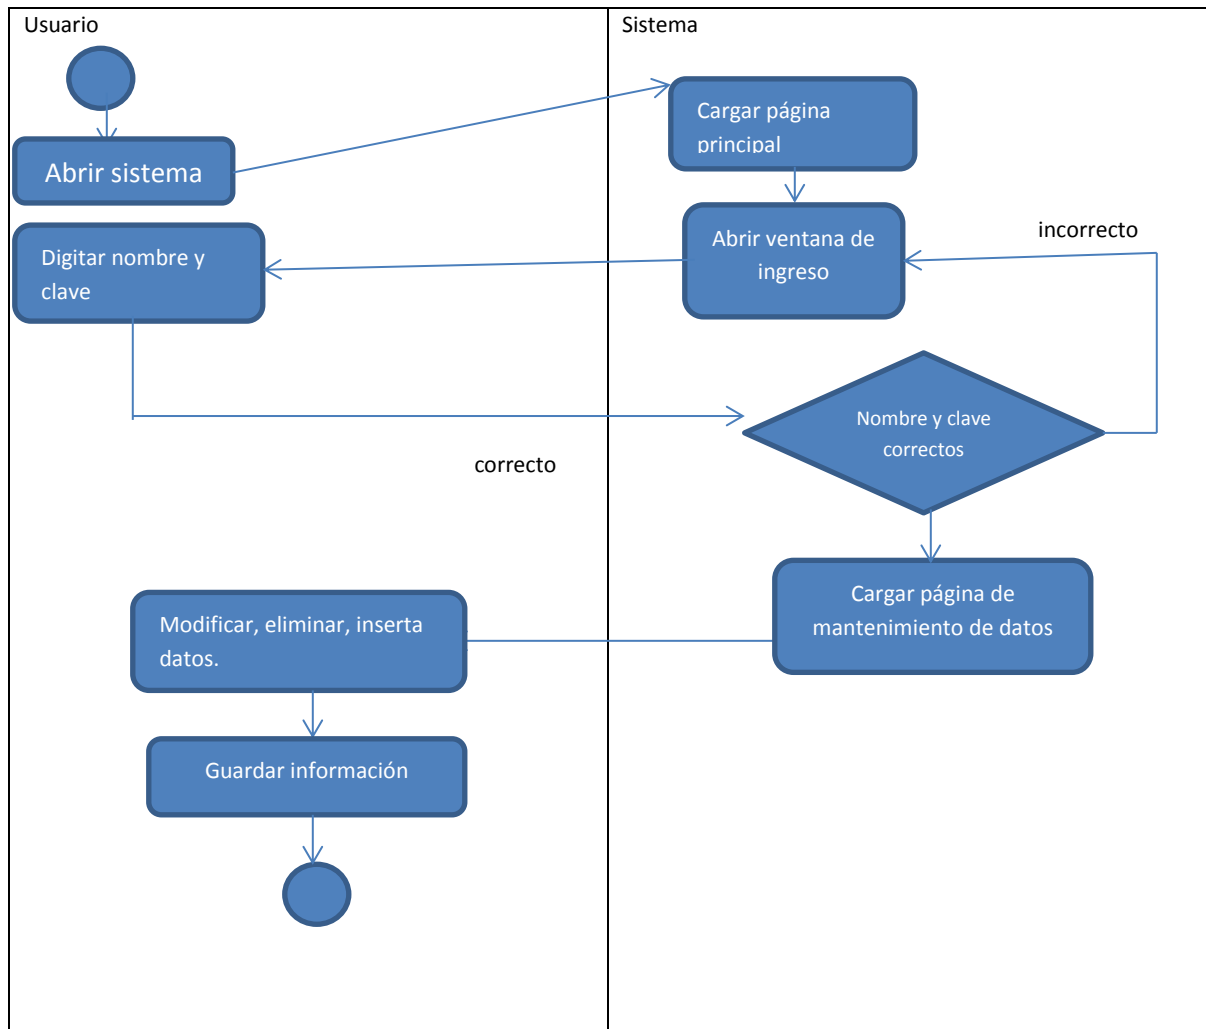 Usuario
Sistema
Cargar página
principal
Abrir sistema
Abrir ventana de
ingreso
incorrecto
Digitar nombre y
clave
Nombre y clave
correctos
correcto
Cargar página de
mantenimiento de datos
Modificar, eliminar, inserta
datos.
Guardar información